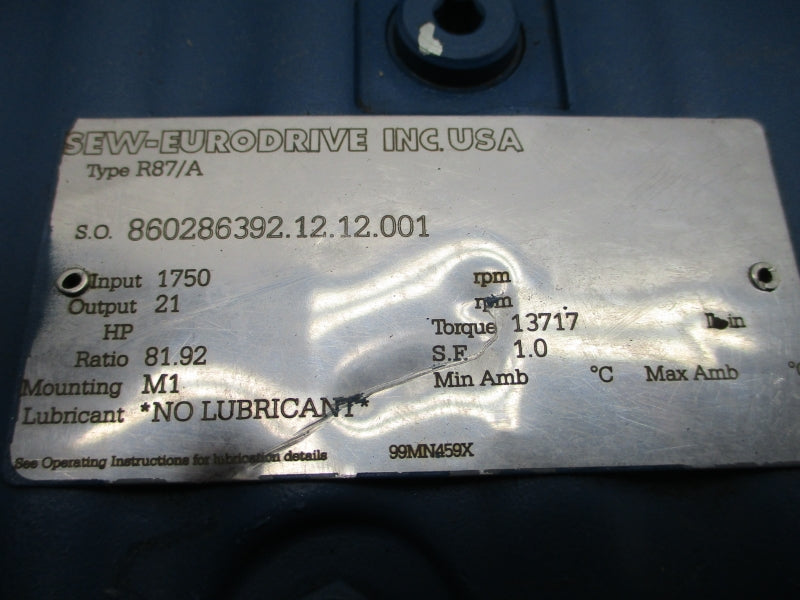 SEW-EURODRIVE INC. USA
Type R87/A
S.O. 860286392.12.12.001
Input 1750 rpm
Output 21 rpm
HP Torque 13717 lb-in
Ratio 81.92 S.F. 1.0
Mounting M1 Min Amb °C Max Amb °C
Lubricant *NO LUBRICANT*
See Operating Instructions for lubrication details 99MN459X